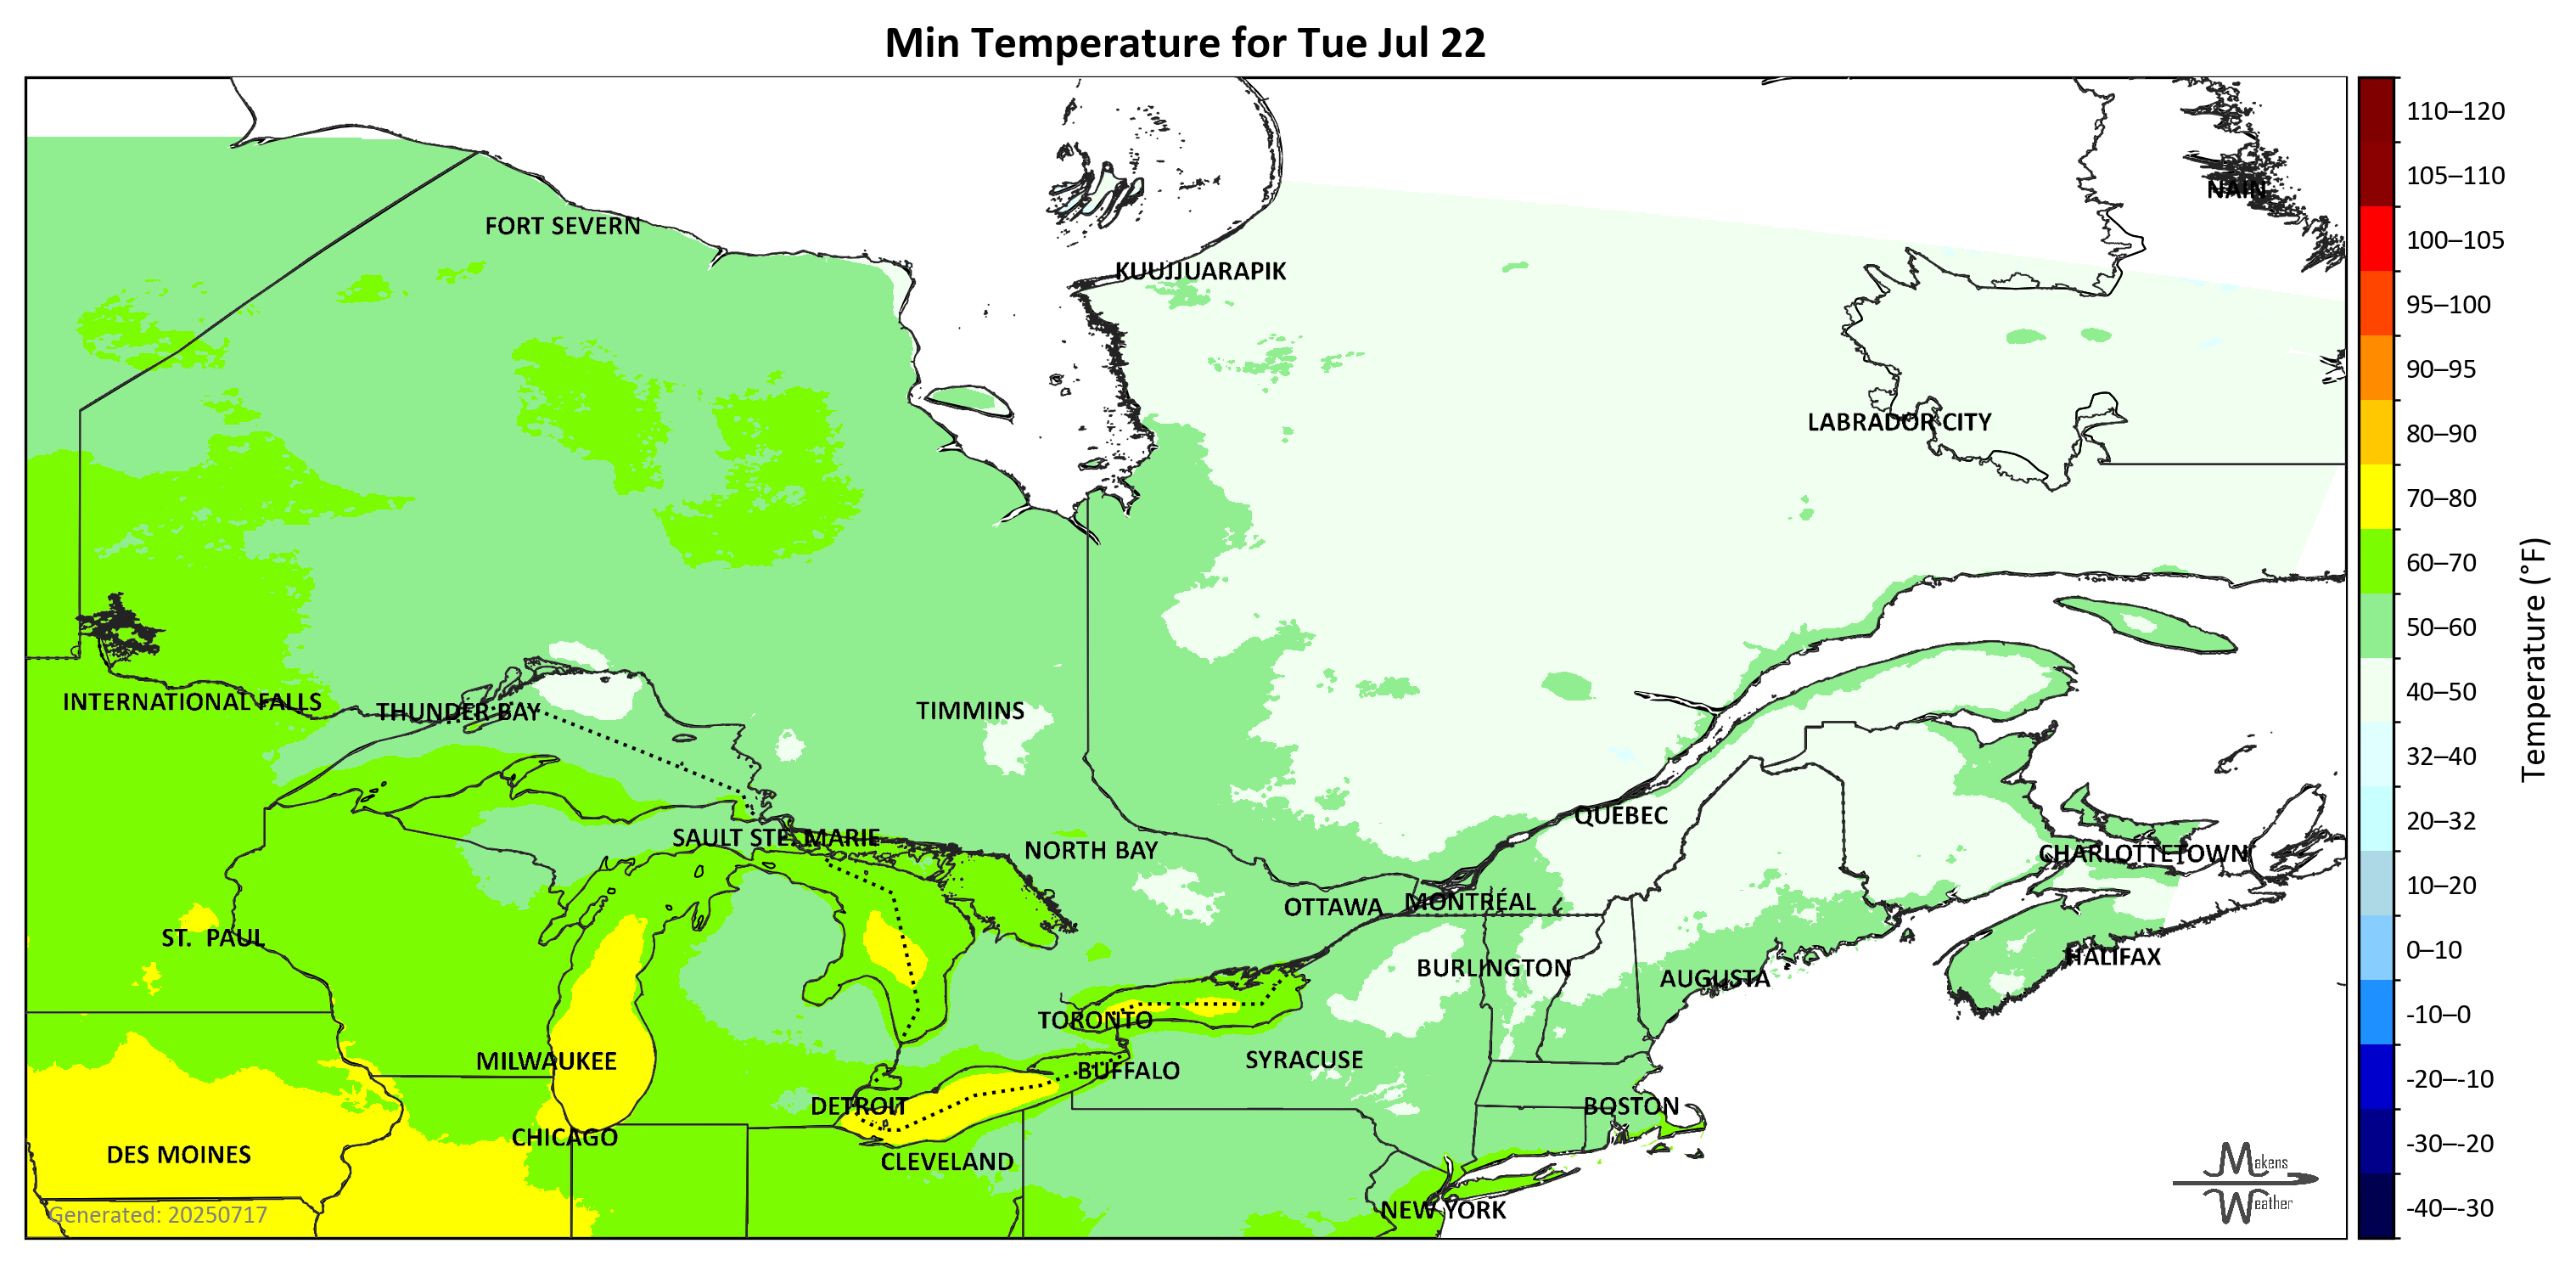 Min Temperature for Tue Jul 22
110–120
105–110
NAIN
FORT SEVERN
100–105
KUUJJUARAPIK
95–100
90–95
LABRADOR CITY
80–90
70–80
60–70
Temperature (°F)
50–60
INTERNATIONAL FALLS
THUNDER BAY
TIMMINS
40–50
32–40
QUÉBEC
20–32
SAULT STE. MARIE
NORTH BAY
CHARLOTTETOWN
10–20
OTTAWA
MONTRÉAL
ST. PAUL
0–10
HALIFAX
BURLINGTON
AUGUSTA
TORONTO
-10–0
MILWAUKEE
BUFFALO
SYRACUSE
-20–-10
DETROIT
BOSTON
CHICAGO
DES MOINES
CLEVELAND
-30–-20
Makens
Weather
NEW YORK
-40–-30
Generated: 20250717